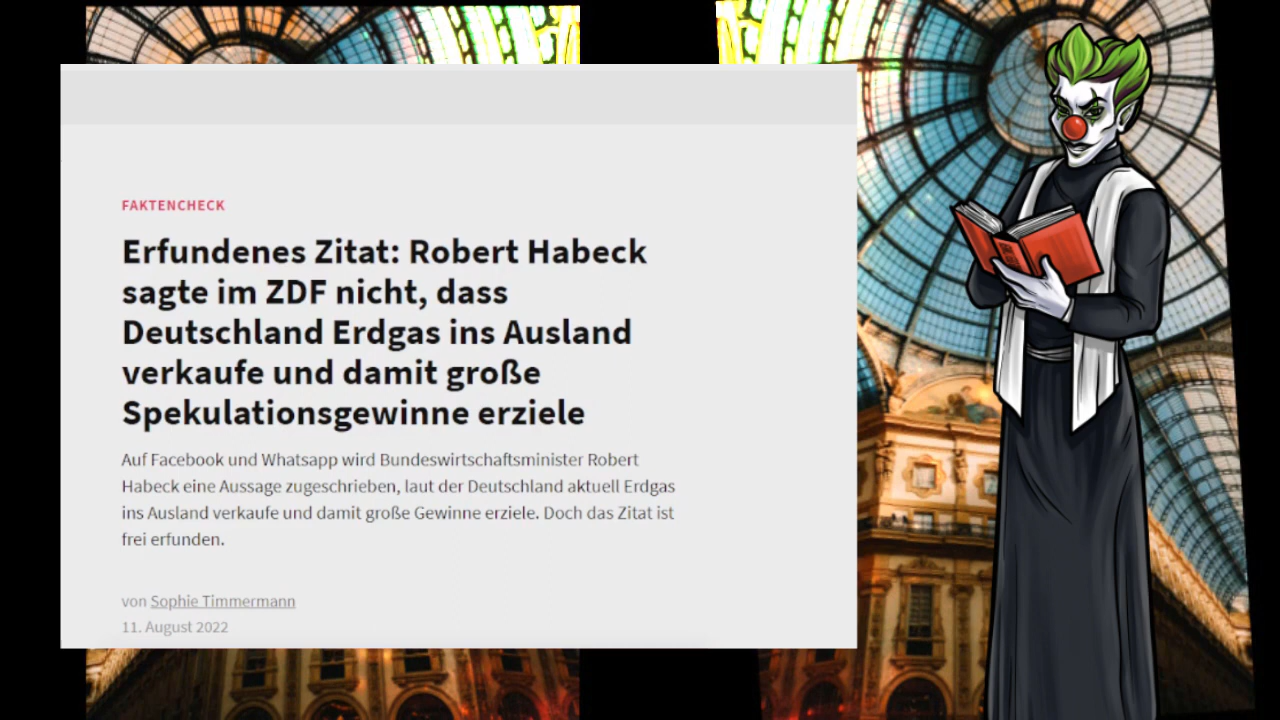 FAKTENCHECK
Erfundenes Zitat: Robert Habeck
sagte im ZDF nicht, dass
Deutschland Erdgas ins Ausland
verkaufe und damit große
Spekulationsgewinne erziele
Auf Facebook und Whatsapp wird Bundeswirtschaftsminister Robert
Habeck eine Aussage zugeschrieben, laut der Deutschland aktuell Erdgas
ins Ausland verkaufe und damit große Gewinne erziele. Doch das Zitat ist
frei erfunden.
von Sophie Timmermann
11. August 2022